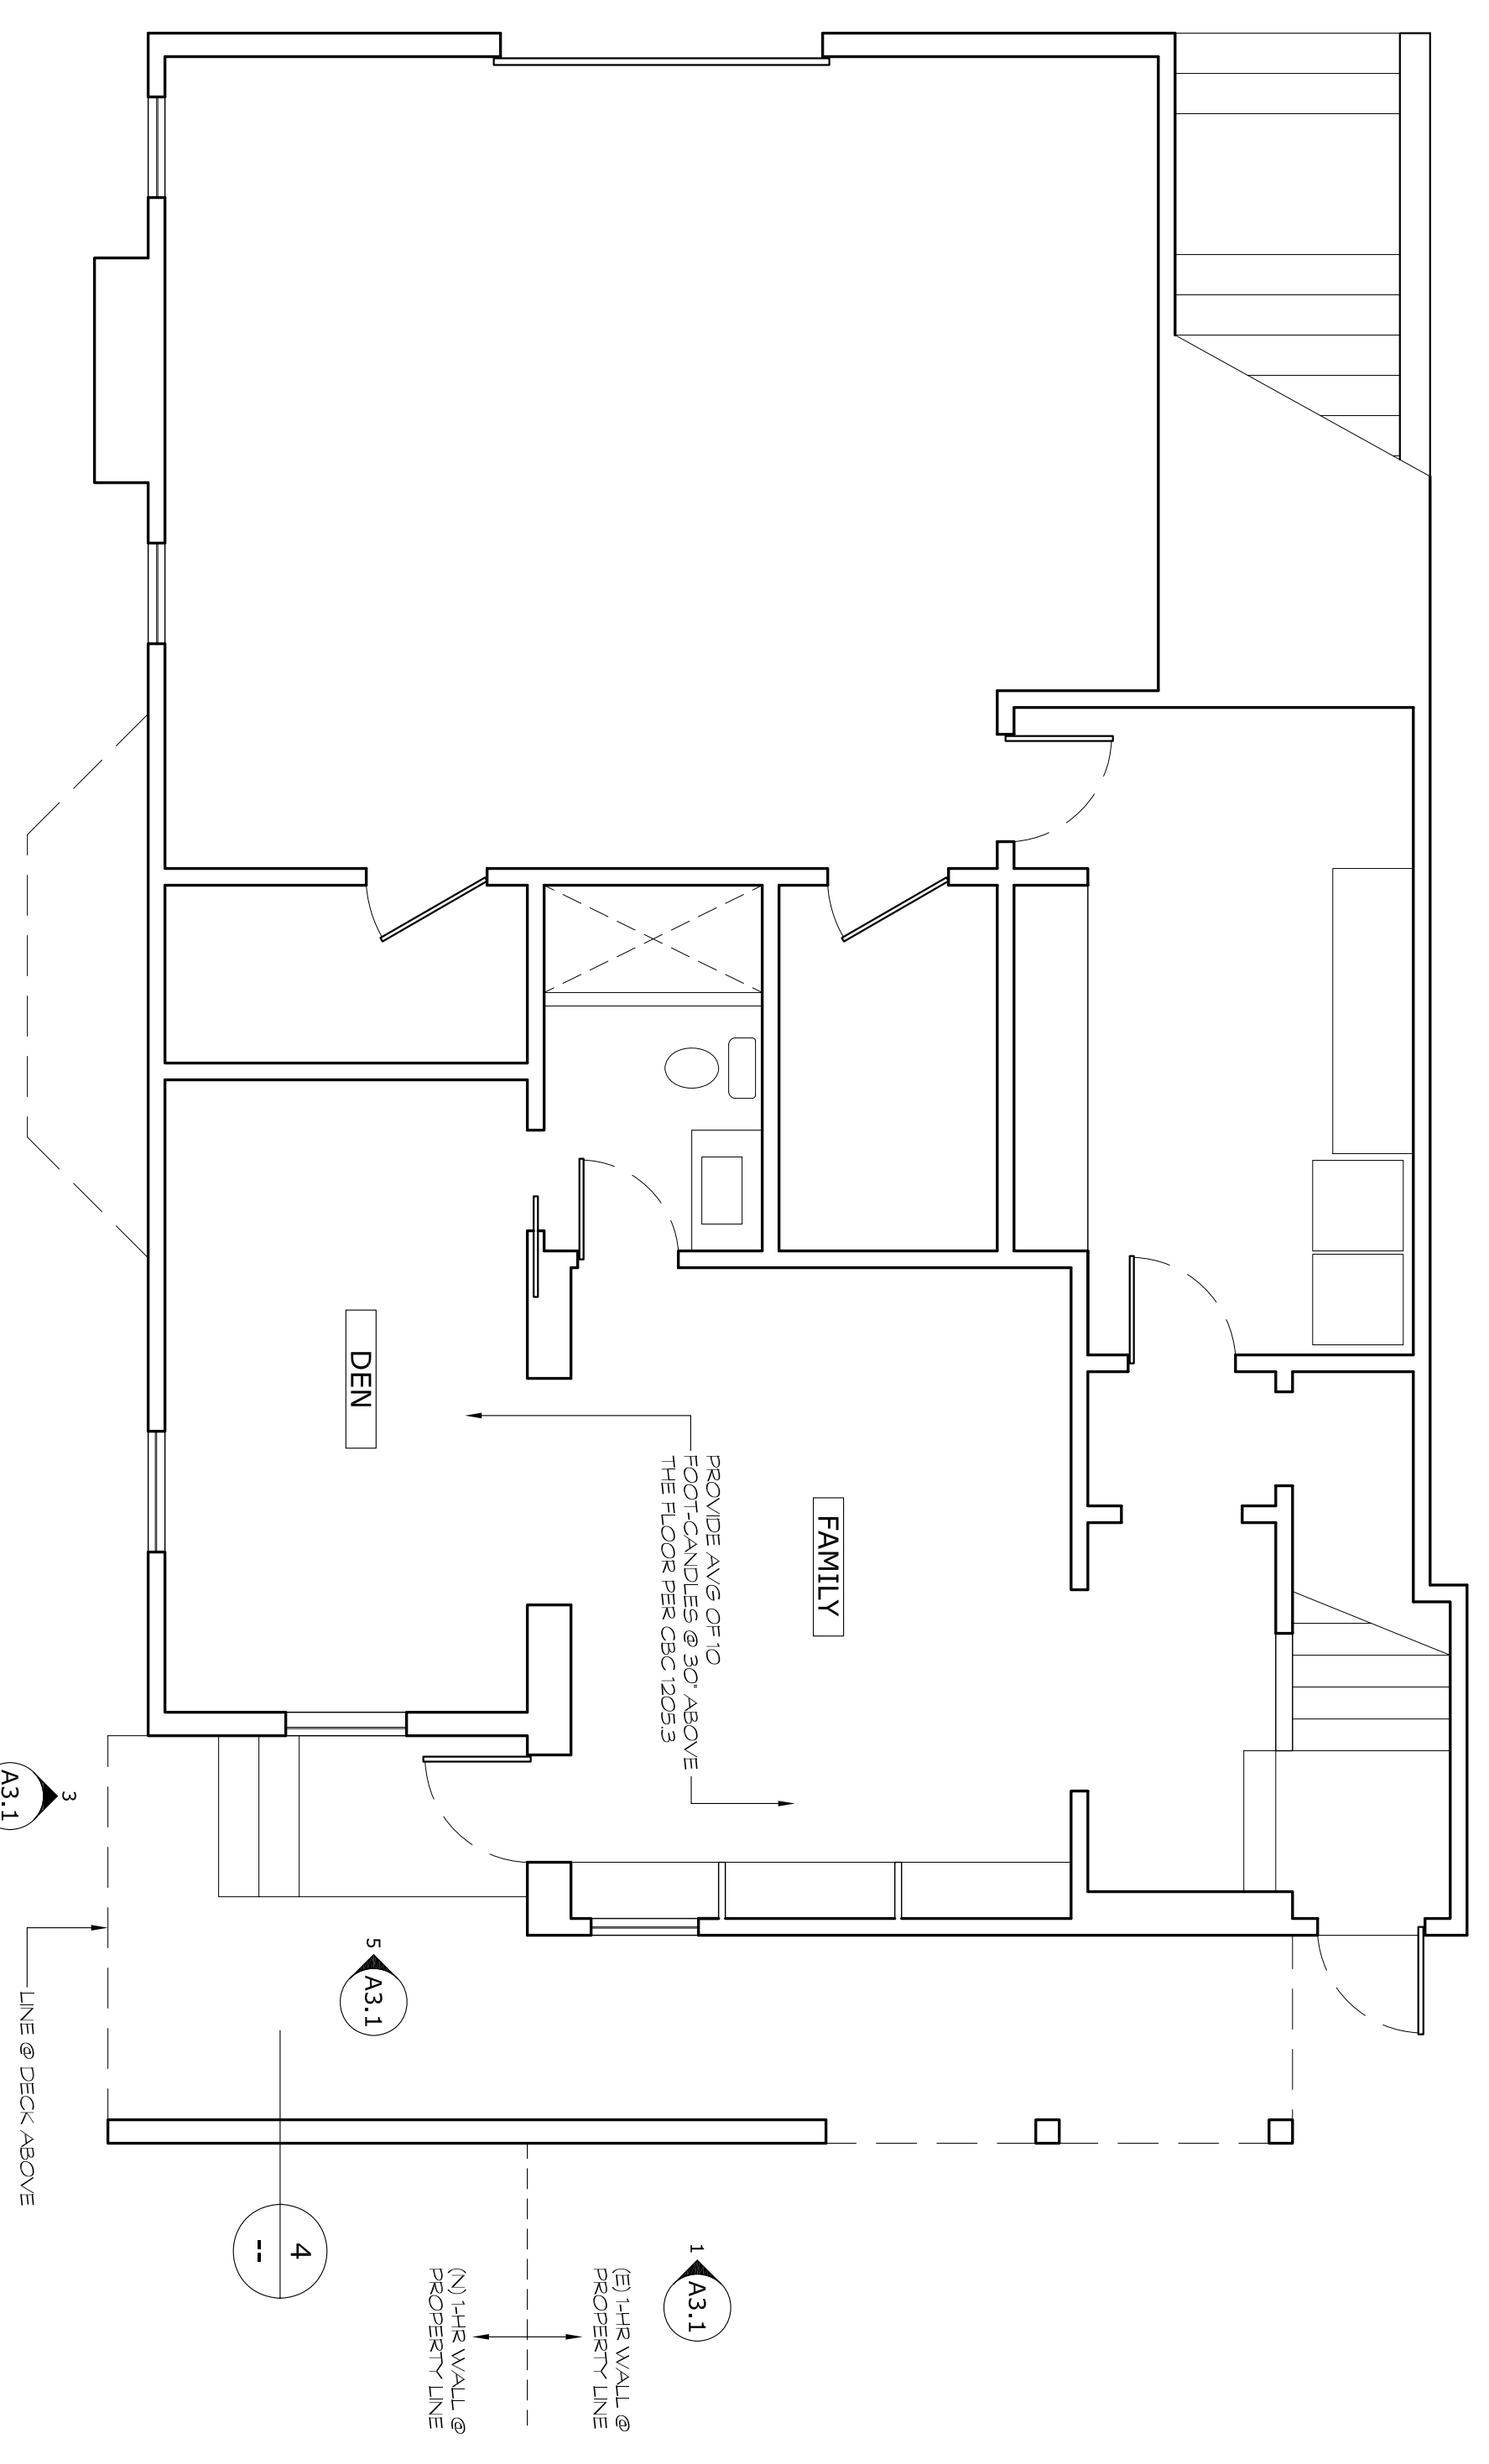 DEN
FAMILY
PROVIDE AVG OF 10
FOOT-CANDLES @ 30" ABOVE
THE FLOOR PER CBC 1205.3
3
A3.1
5
A3.1
LINE @ DECK ABOVE
4
--
1
A3.1
(E) 1-HR WALL @
PROPERTY LINE
(N) 1-HR WALL @
PROPERTY LINE